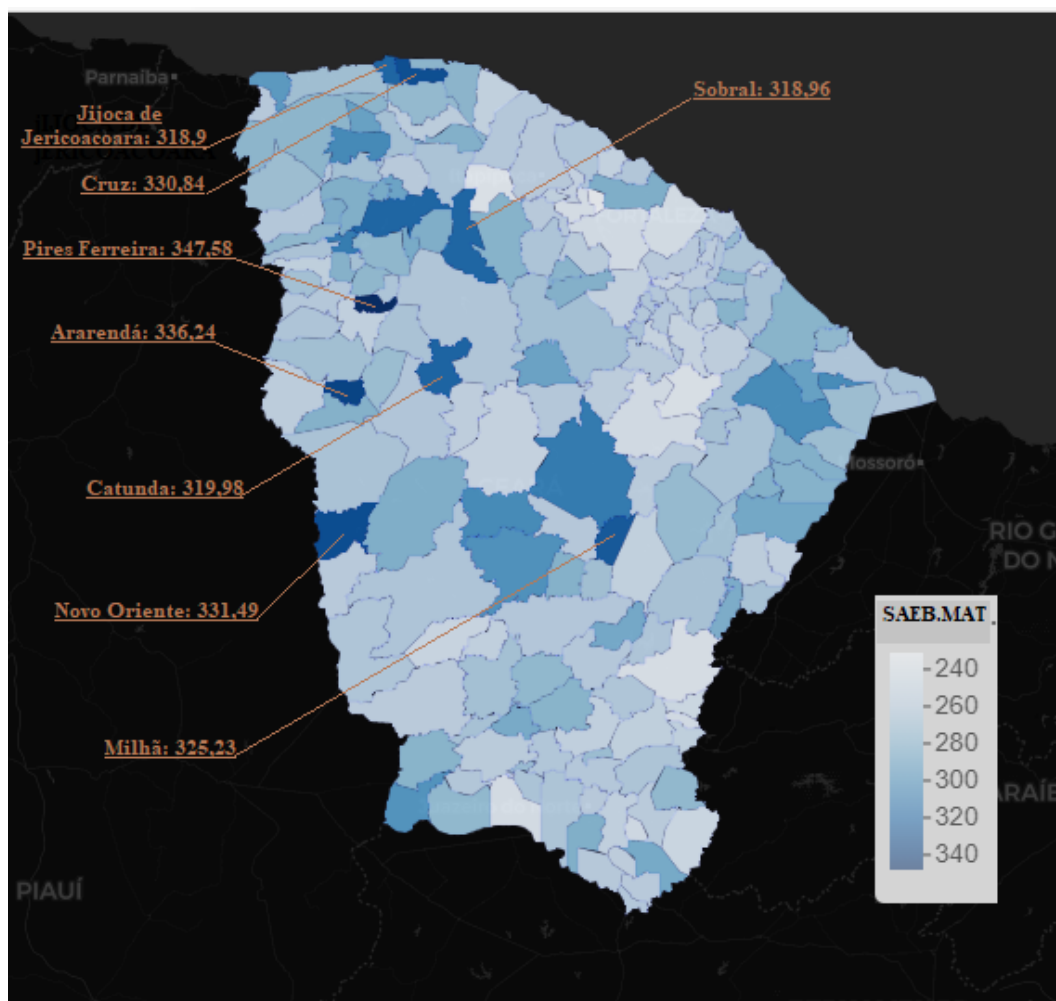 Parnaíba
Sobral: 318,96
Jijoca de
Jericoacoara: 318,9
JERICOACOARA
Cruz: 330,84
FORTALEZ
Pires Ferreira: 347,58
Ararendá: 336,24
Mossoró
Catunda: 319,98
RIO G
DO N
Novo Oriente: 331,49
SAEB.MAT
240
260
280
300
320
340
Milhã: 325,23
ARAÍB
PIAUÍ